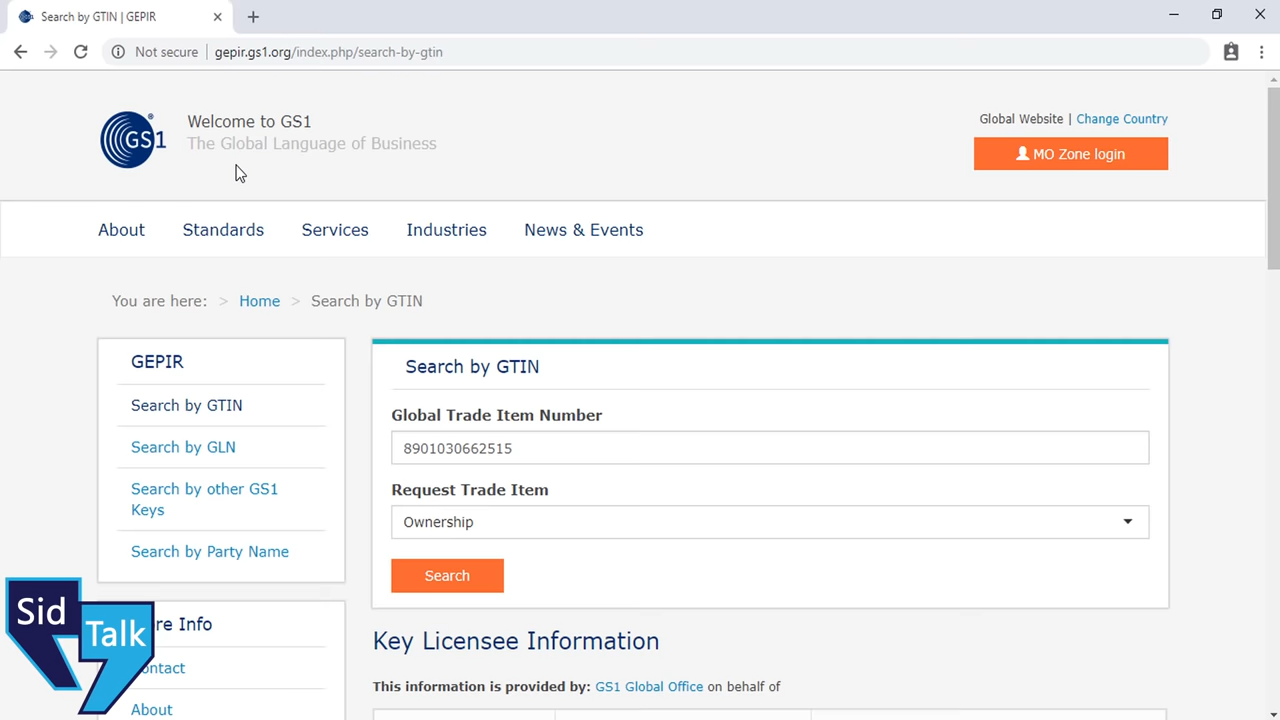 Search by GTIN | GEPIR
Not secure
gepir.gs1.org/index.php/search-by-gtin
GS1
Welcome to GS1
The Global Language of Business
Global Website | Change Country
MO Zone login
About
Standards
Services
Industries
News & Events
You are here: > Home > Search by GTIN
GEPIR
Search by GTIN
Search by GLN
Search by other GS1
Keys
Search by Party Name
Search by GTIN
Global Trade Item Number
8901030662515
Request Trade Item
Ownership
Search
Sid
Talk
re Info
ontact
About
Key Licensee Information
This information is provided by: GS1 Global Office on behalf of